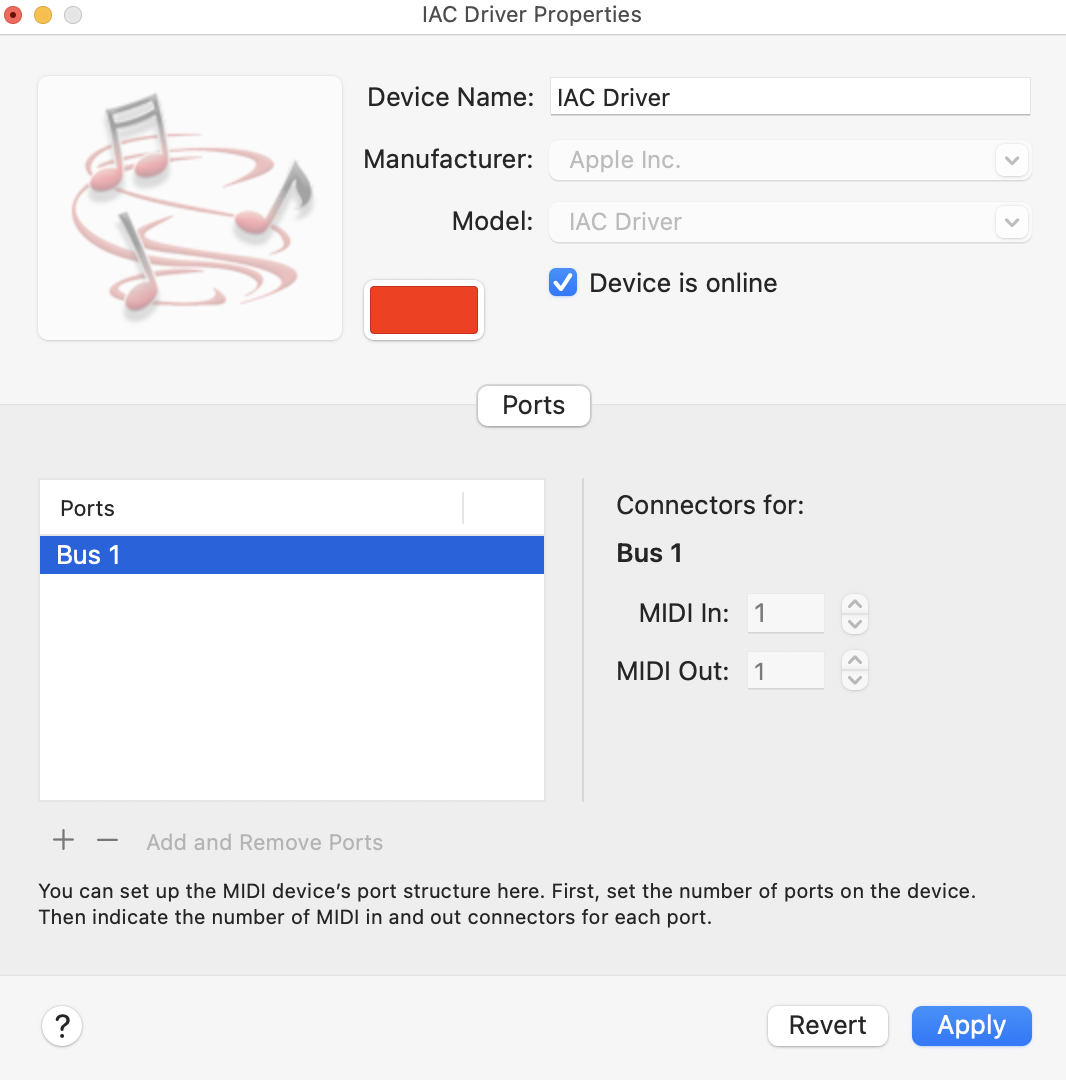 IAC Driver Properties
Device Name: IAC Driver
Manufacturer: Apple Inc.
Model: IAC Driver
Device is online
Ports
Ports
Bus 1
Connectors for:
Bus 1
MIDI In: 1
MIDI Out: 1
+ − Add and Remove Ports
You can set up the MIDI device’s port structure here. First, set the number of ports on the device.
Then indicate the number of MIDI in and out connectors for each port.
? Revert Apply